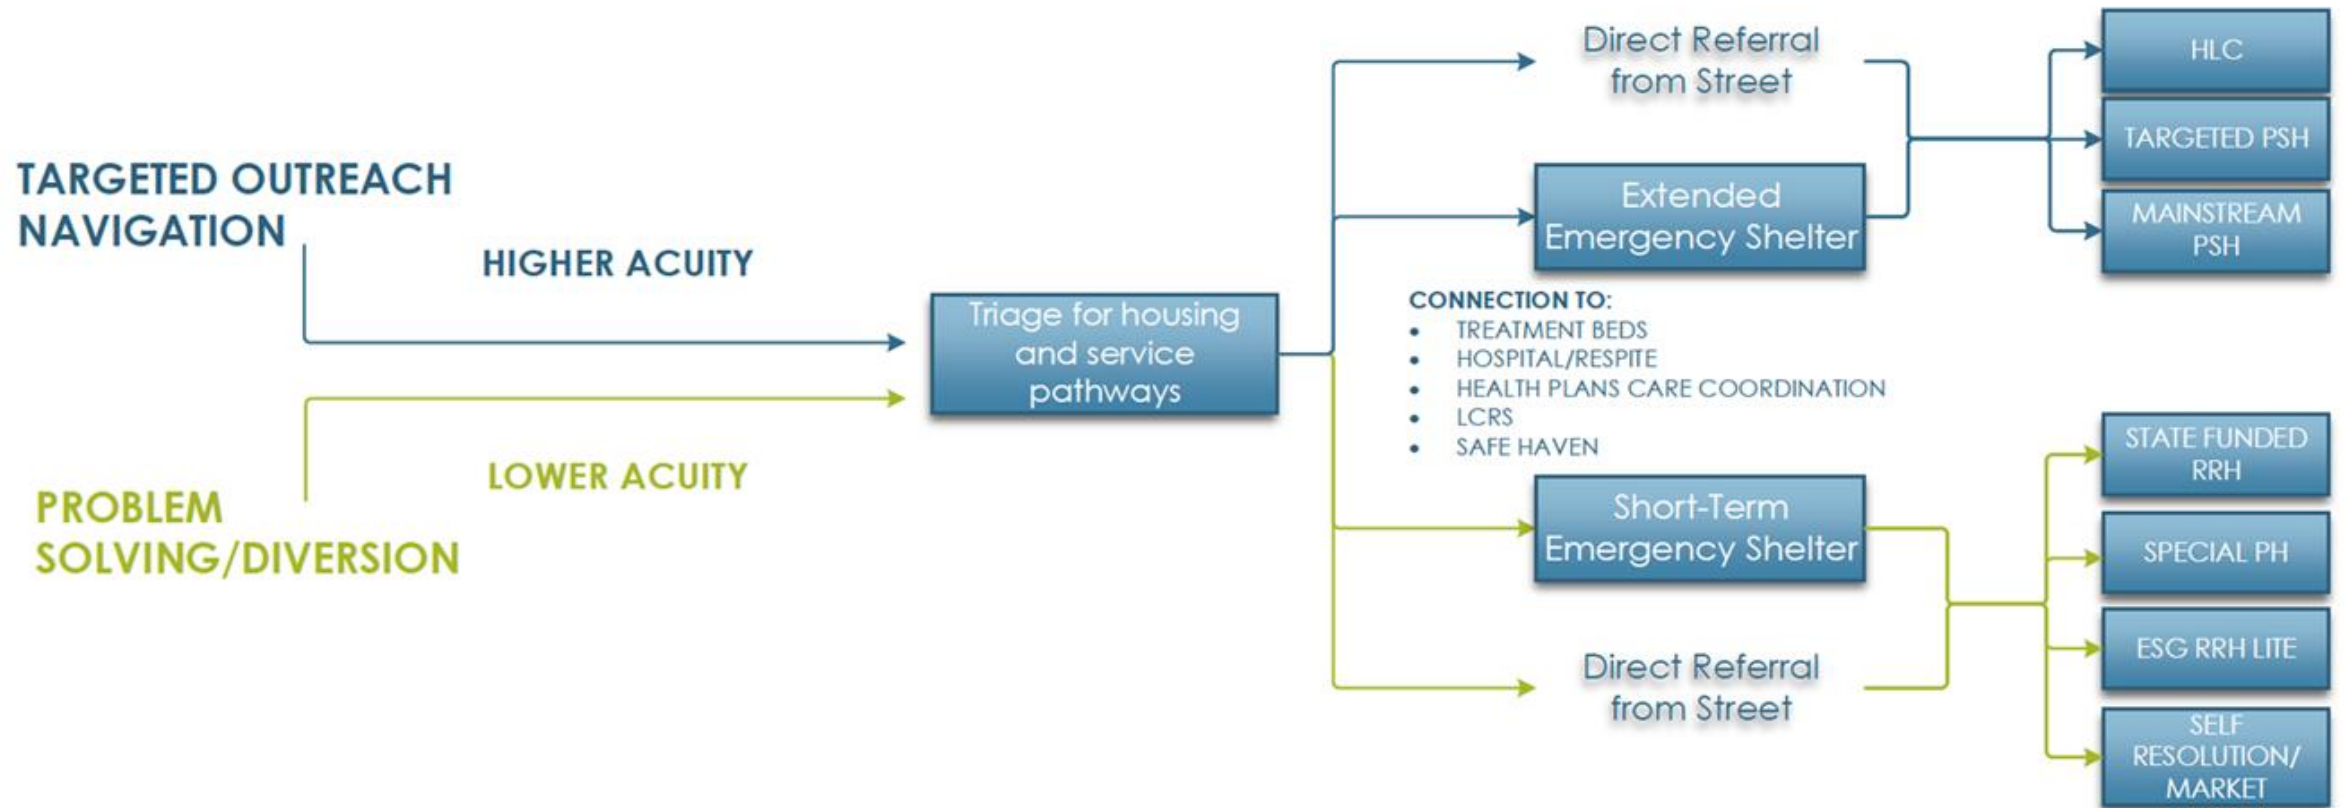 TARGETED OUTREACH
NAVIGATION
HIGHER ACUITY
LOWER ACUITY
PROBLEM
SOLVING/DIVERSION
Triage for housing
and service
pathways
Direct Referral
from Street
Extended
Emergency Shelter
CONNECTION TO:
• TREATMENT BEDS
• HOSPITAL/RESPITE
• HEALTH PLANS CARE COORDINATION
• LCRS
• SAFE HAVEN
Short-Term
Emergency Shelter
Direct Referral
from Street
HLC
TARGETED PSH
MAINSTREAM
PSH
STATE FUNDED
RRH
SPECIAL PH
ESG RRH LITE
SELF
RESOLUTION/
MARKET